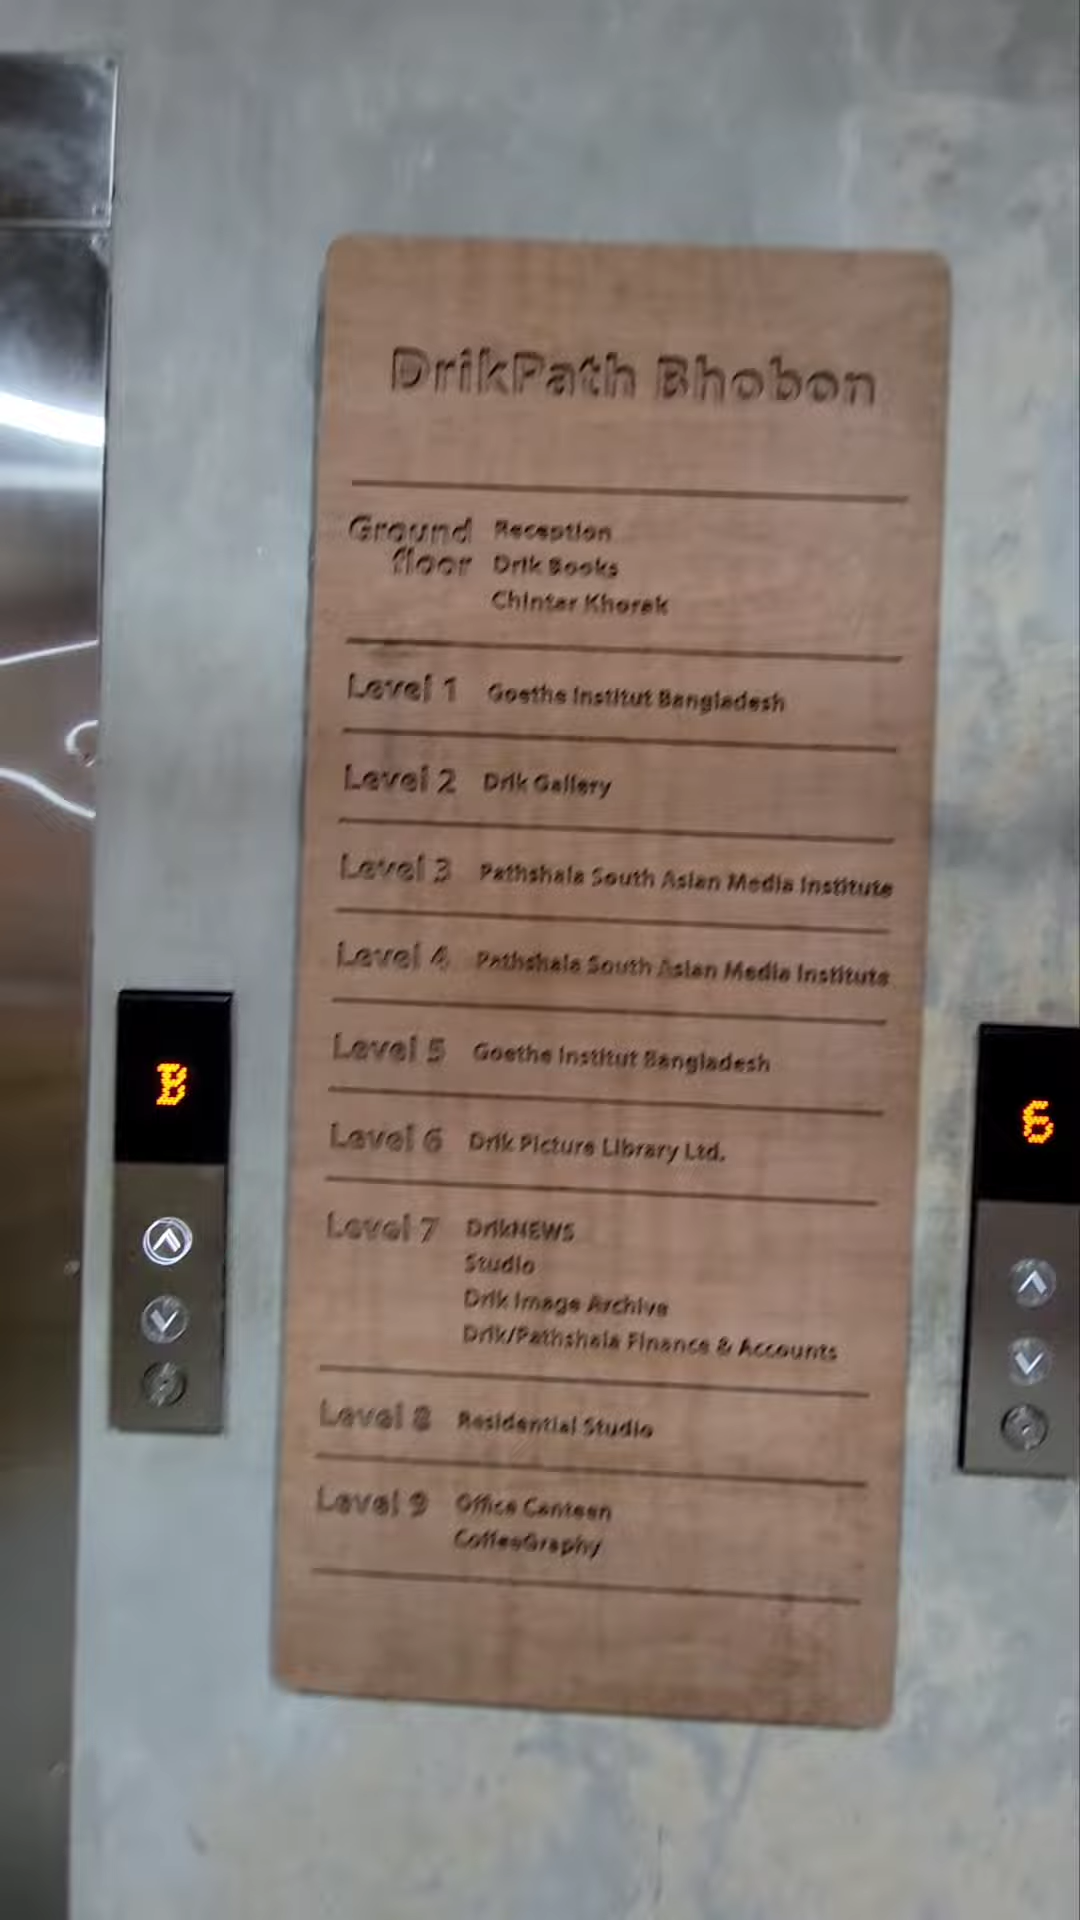 DrikPath Bhobon
Ground floor
Reception
Drik Books
Chintar Khorak
Level 1 Goethe Institut Bangladesh
Level 2 Drik Gallery
Level 3 Pathshala South Asian Media Institute
Level 4 Pathshala South Asian Media Institute
Level 5 Goethe Institut Bangladesh
Level 6 Drik Picture Library Ltd.
Level 7 DrikNEWS
Studio
Drik Image Archive
Drik/Pathshala Finance & Accounts
Level 8 Residential Studio
Level 9 Office Canteen
CoffeeGraphy
B
6